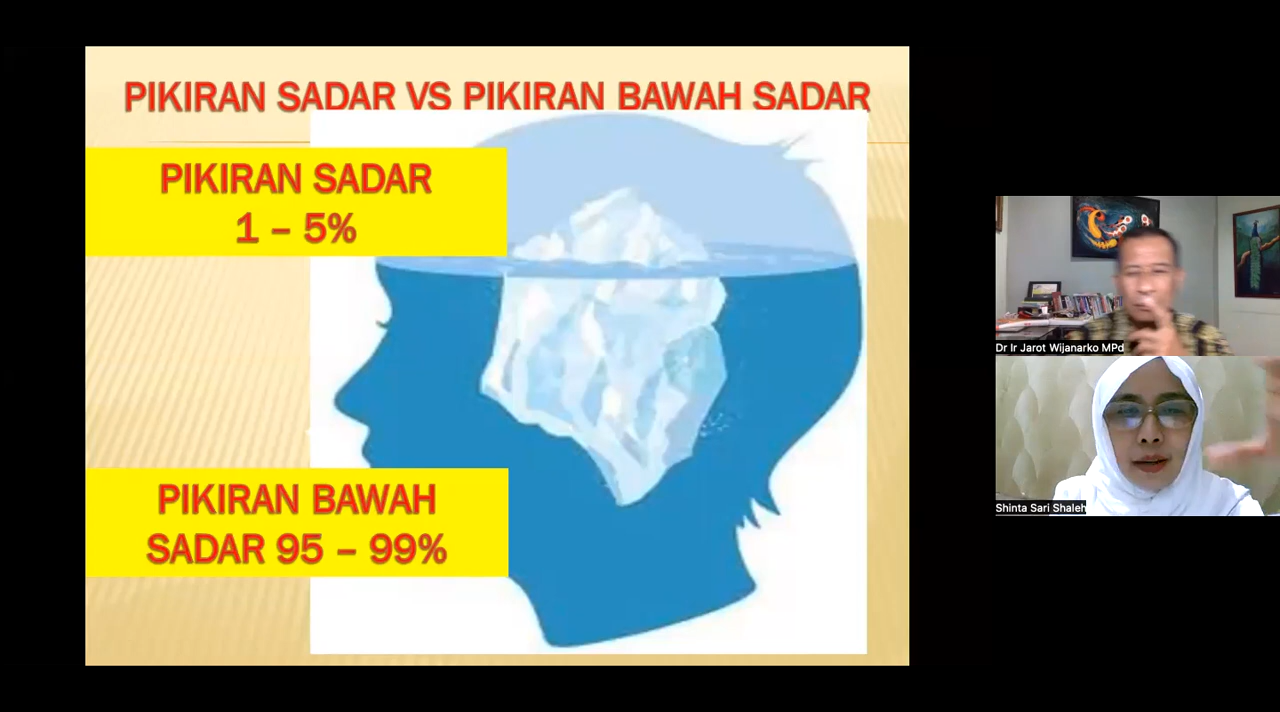 PIKIRAN SADAR VS PIKIRAN BAWAH SADAR
PIKIRAN SADAR
1 – 5%
PIKIRAN BAWAH
SADAR 95 – 99%
Dr Ir Jarot Wijanarko MPd
Shinta Sari Shaleh